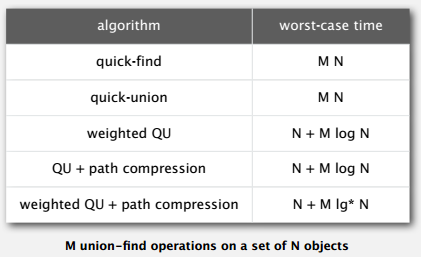 algorithm worst-case time
quick-find M N
quick-union M N
weighted QU N + M log N
QU + path compression N + M log N
weighted QU + path compression N + M lg* N
M union-find operations on a set of N objects